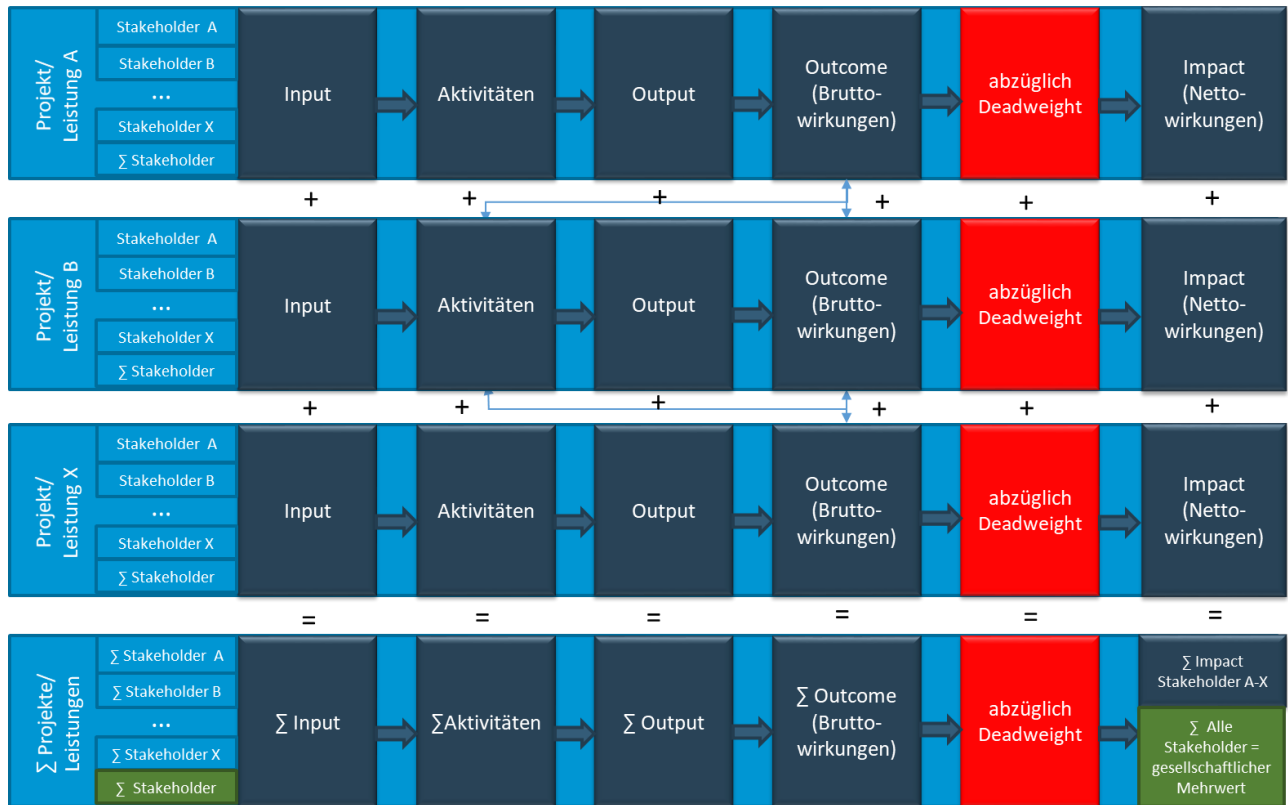 Projekt/
Leistung A
Stakeholder A
Stakeholder B
...
Stakeholder X
∑ Stakeholder
Input
Aktivitäten
Output
Outcome
(Brutto-
wirkungen)
abzüglich
Deadweight
Impact
(Netto-
wirkungen)
+ + + + + +
Projekt/
Leistung B
Stakeholder A
Stakeholder B
...
Stakeholder X
∑ Stakeholder
Input
Aktivitäten
Output
Outcome
(Brutto-
wirkungen)
abzüglich
Deadweight
Impact
(Netto-
wirkungen)
+ + + + + +
Projekt/
Leistung X
Stakeholder A
Stakeholder B
...
Stakeholder X
∑ Stakeholder
Input
Aktivitäten
Output
Outcome
(Brutto-
wirkungen)
abzüglich
Deadweight
Impact
(Netto-
wirkungen)
= = = = = =
∑ Projekte/
Leistungen
∑ Stakeholder A
∑ Stakeholder B
...
∑ Stakeholder X
∑ Stakeholder
∑ Input
∑Aktivitäten
∑ Output
∑ Outcome
(Brutto-
wirkungen)
abzüglich
Deadweight
∑ Impact
Stakeholder A-X
∑ Alle
Stakeholder =
gesellschaftlicher
Mehrwert